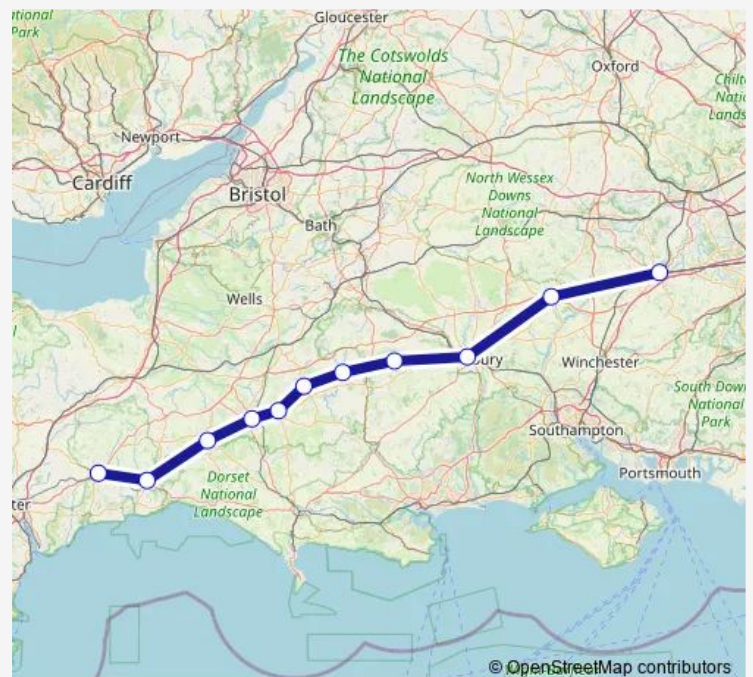 ational
Park
Gloucester
The Cotswolds
National
Landscape
Oxford
Chilt
Natio
Lands
Newport
Cardiff
Bristol
North Wessex
Downs
National
Landscape
Bath
Wells
bury
Winchester
South Dow
National
Park
Southampton
Portsmouth
Dorset
National
Landscape
ter
© OpenStreetMap contributors